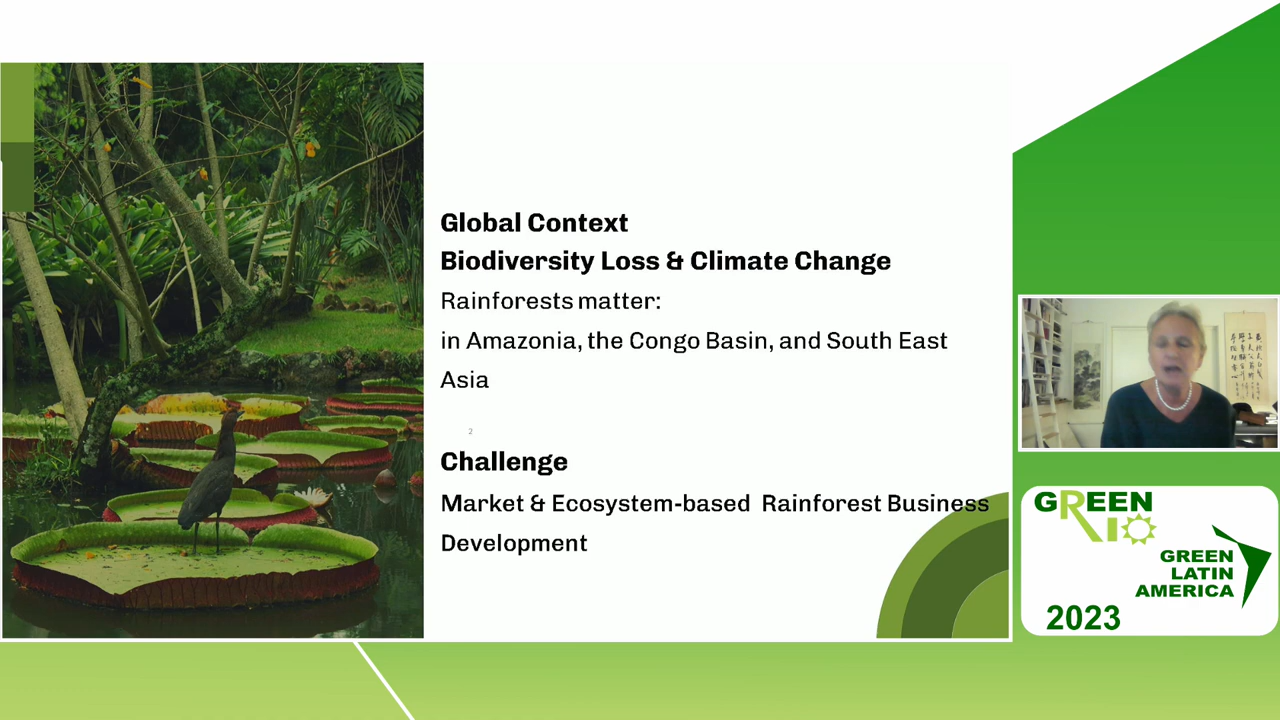 Global Context
Biodiversity Loss & Climate Change
Rainforests matter:
in Amazonia, the Congo Basin, and South East
Asia
2
Challenge
Market & Ecosystem-based Rainforest Business
Development
GREEN
RIO
GREEN
LATIN
AMERICA
2023